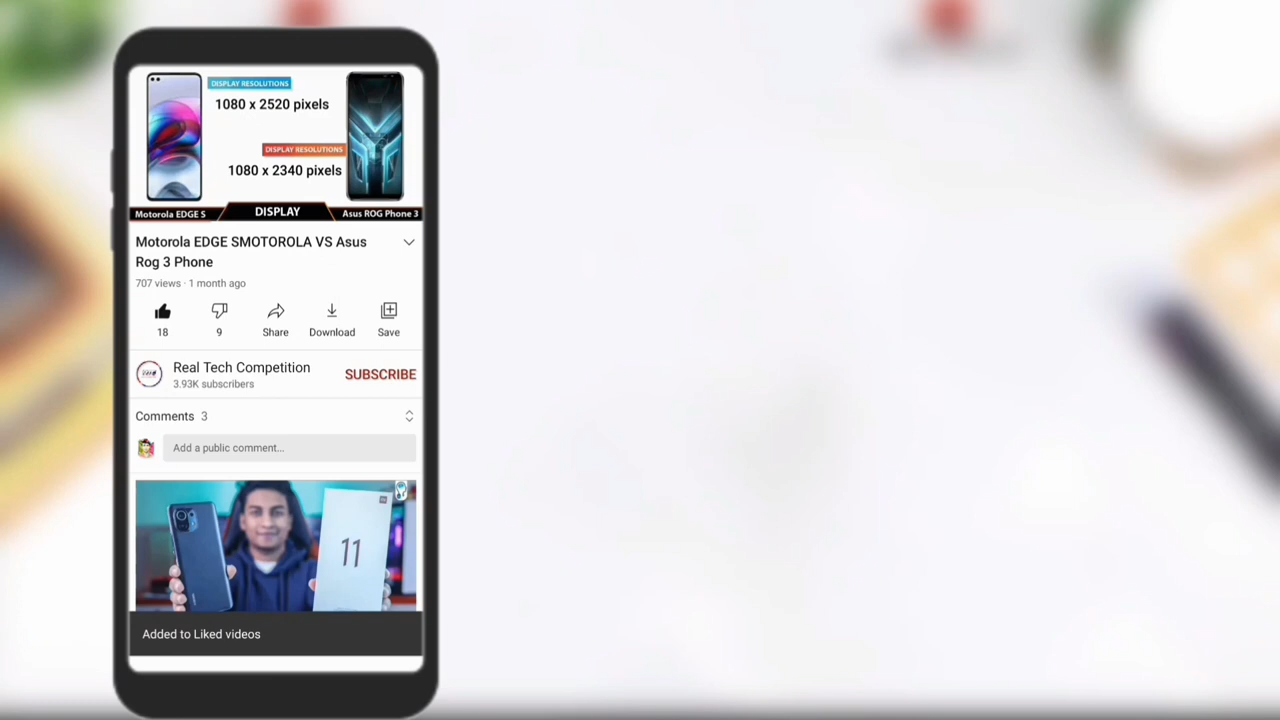 DISPLAY RESOLUTIONS
1080 x 2520 pixels
DISPLAY RESOLUTIONS
1080 x 2340 pixels
Motorola EDGE S
DISPLAY
Asus ROG Phone 3
Motorola EDGE SMOTOROLA VS Asus
Rog 3 Phone
707 views · 1 month ago
18
9
Share
Download
Save
Real Tech Competition
3.93K subscribers
SUBSCRIBE
Comments 3
Add a public comment...
11
Added to Liked videos